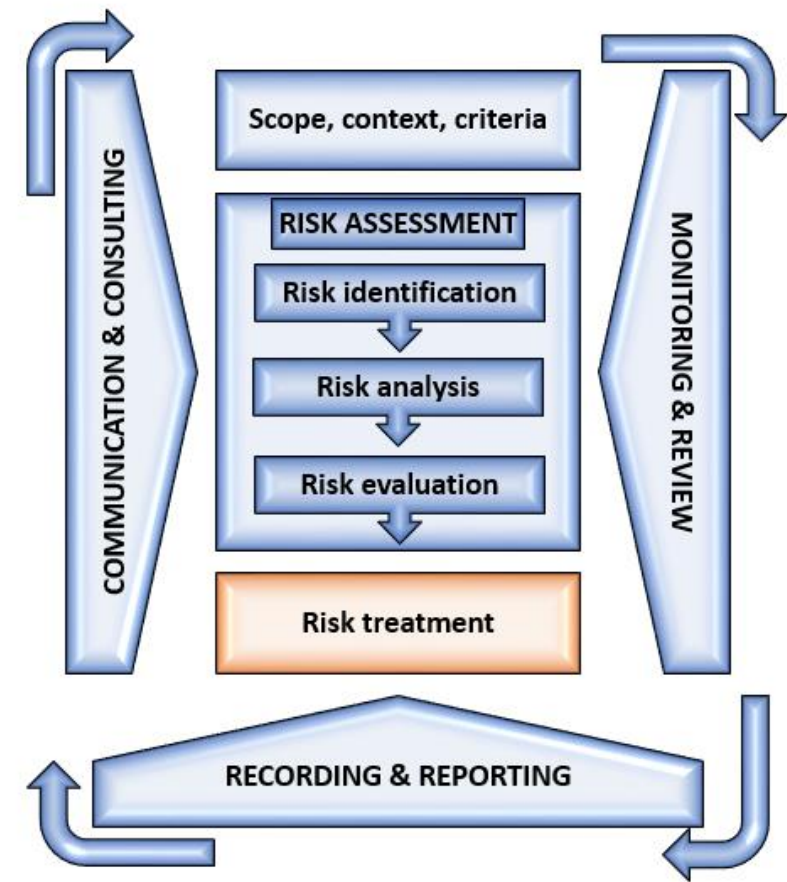 Scope, context, criteria
COMMUNICATION & CONSULTING
RISK ASSESSMENT
Risk identification
Risk analysis
Risk evaluation
MONITORING & REVIEW
Risk treatment
RECORDING & REPORTING